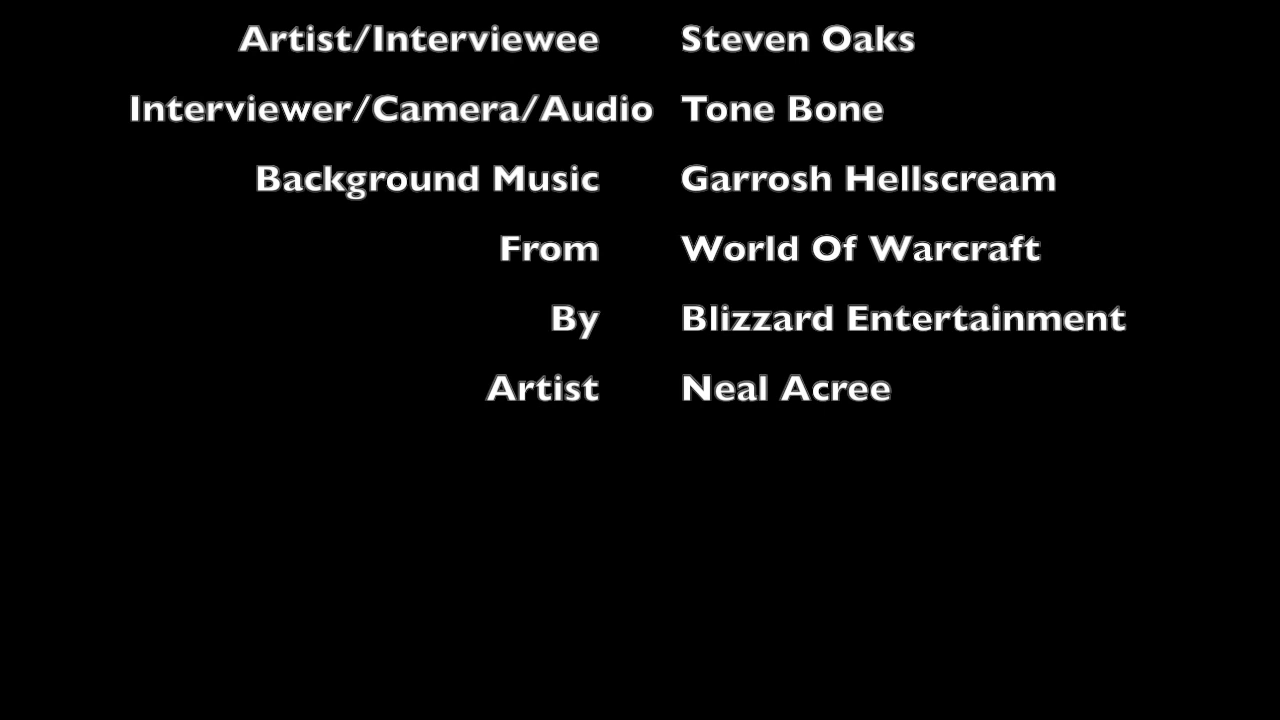 Artist/Interviewee Steven Oaks
Interviewer/Camera/Audio Tone Bone
Background Music Garrosh Hellscream
From World Of Warcraft
By Blizzard Entertainment
Artist Neal Acree